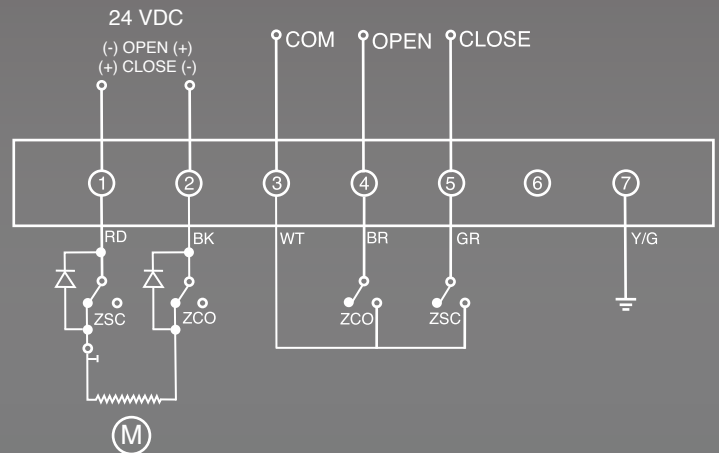 24 VDC
(-) OPEN (+)
(+) CLOSE (-)
COM OPEN CLOSE
1 2 3 4 5 6 7
RD BK WT BR GR Y/G
ZSC ZCO ZCO ZSC
M